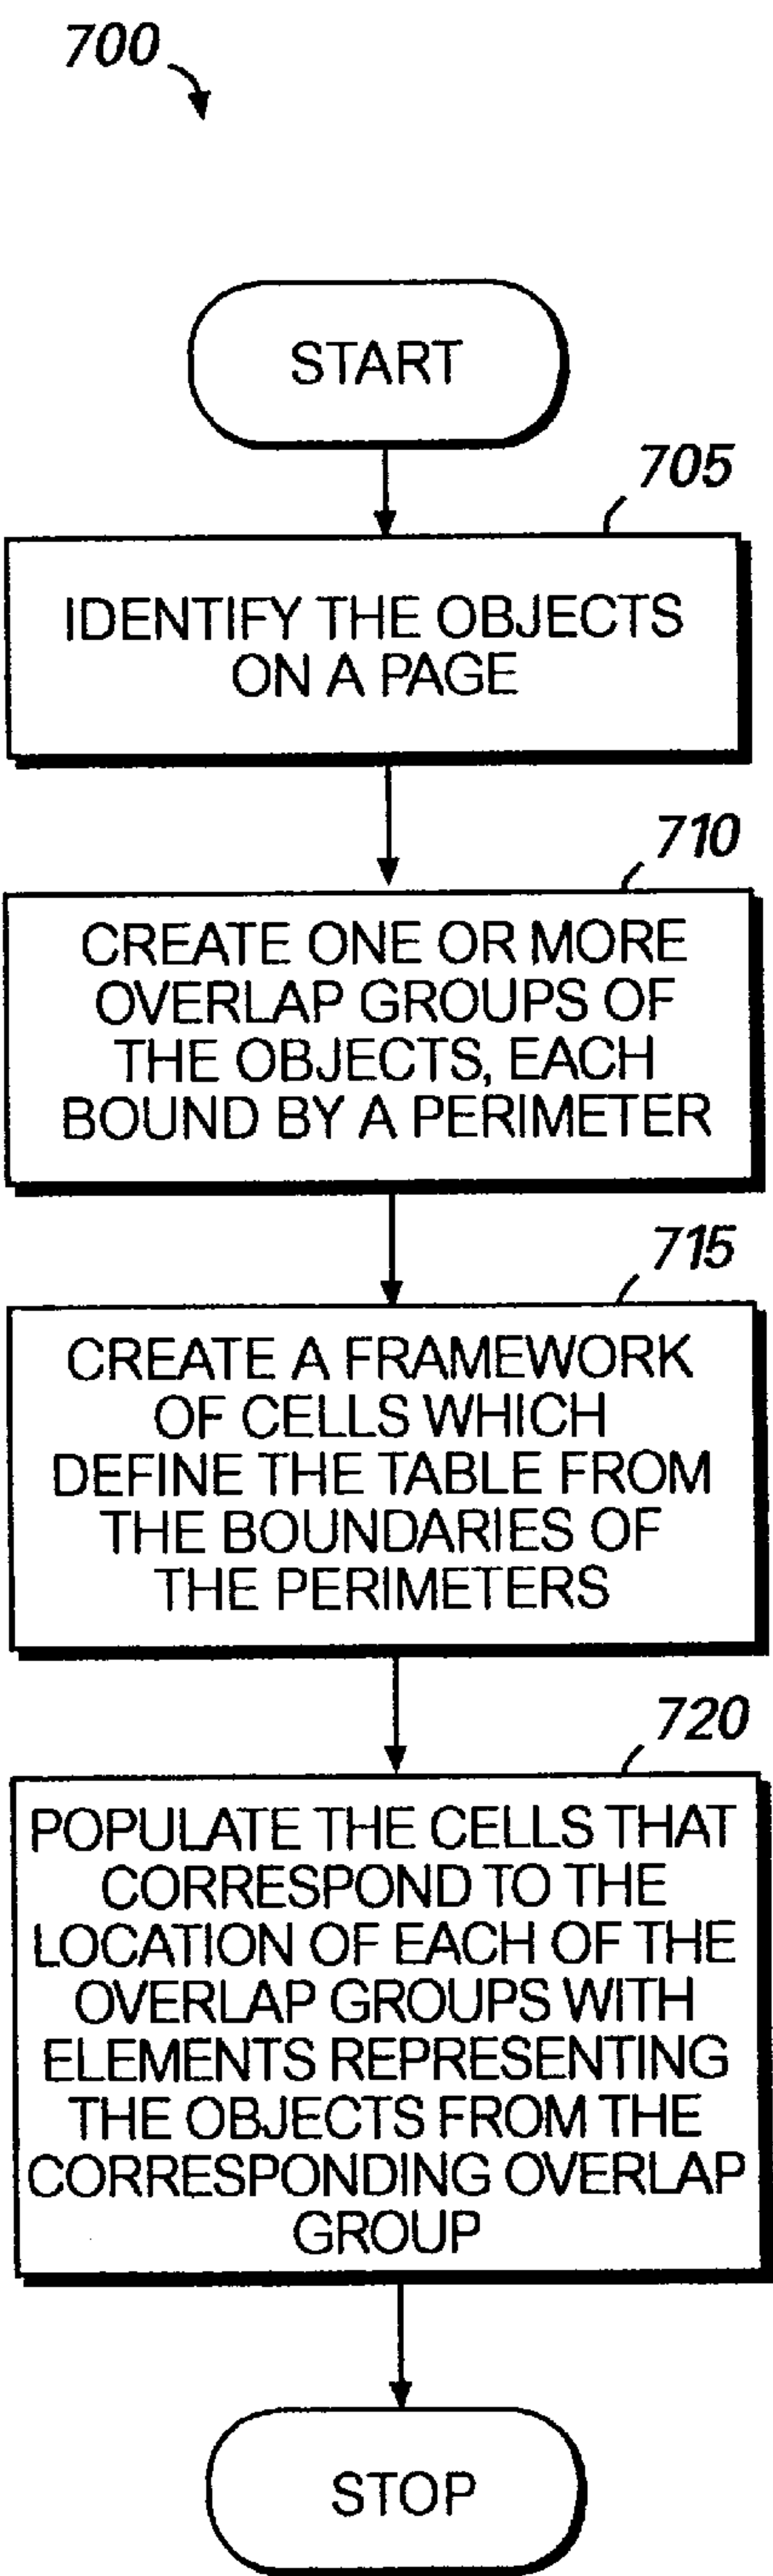 700
START
705
IDENTIFY THE OBJECTS
ON A PAGE
710
CREATE ONE OR MORE
OVERLAP GROUPS OF
THE OBJECTS, EACH
BOUND BY A PERIMETER
715
CREATE A FRAMEWORK
OF CELLS WHICH
DEFINE THE TABLE FROM
THE BOUNDARIES OF
THE PERIMETERS
720
POPULATE THE CELLS THAT
CORRESPOND TO THE
LOCATION OF EACH OF THE
OVERLAP GROUPS WITH
ELEMENTS REPRESENTING
THE OBJECTS FROM THE
CORRESPONDING OVERLAP
GROUP
STOP